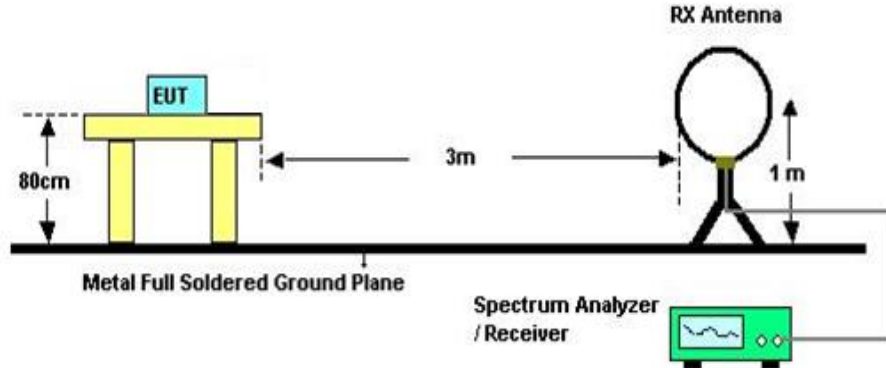 RX Antenna
EUT
80cm
3m
1 m
Metal Full Soldered Ground Plane
Spectrum Analyzer
/ Receiver